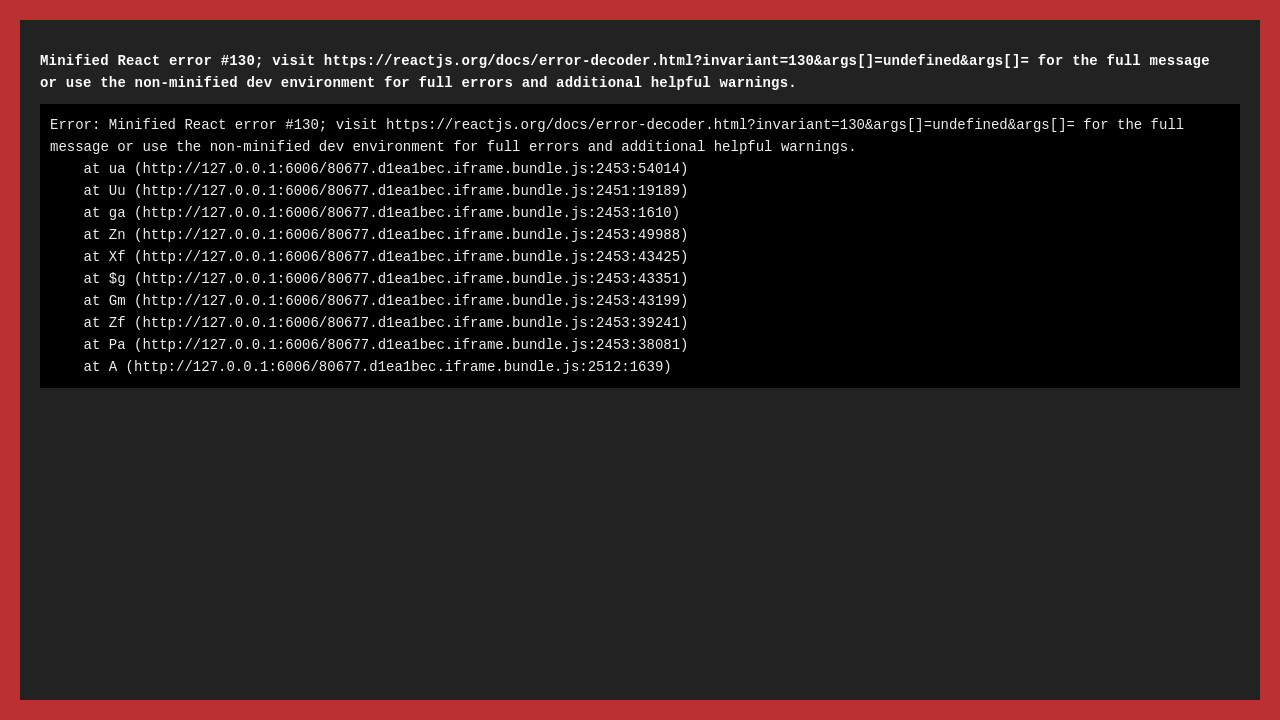 Minified React error #130; visit https://reactjs.org/docs/error-decoder.html?invariant=130&args[]=undefined&args[]= for the full message
or use the non-minified dev environment for full errors and additional helpful warnings.
Error: Minified React error #130; visit https://reactjs.org/docs/error-decoder.html?invariant=130&args[]=undefined&args[]= for the full
message or use the non-minified dev environment for full errors and additional helpful warnings.
    at ua (http://127.0.0.1:6006/80677.d1ea1bec.iframe.bundle.js:2453:54014)
    at Uu (http://127.0.0.1:6006/80677.d1ea1bec.iframe.bundle.js:2451:19189)
    at ga (http://127.0.0.1:6006/80677.d1ea1bec.iframe.bundle.js:2453:1610)
    at Zn (http://127.0.0.1:6006/80677.d1ea1bec.iframe.bundle.js:2453:49988)
    at Xf (http://127.0.0.1:6006/80677.d1ea1bec.iframe.bundle.js:2453:43425)
    at $g (http://127.0.0.1:6006/80677.d1ea1bec.iframe.bundle.js:2453:43351)
    at Gm (http://127.0.0.1:6006/80677.d1ea1bec.iframe.bundle.js:2453:43199)
    at Zf (http://127.0.0.1:6006/80677.d1ea1bec.iframe.bundle.js:2453:39241)
    at Pa (http://127.0.0.1:6006/80677.d1ea1bec.iframe.bundle.js:2453:38081)
    at A (http://127.0.0.1:6006/80677.d1ea1bec.iframe.bundle.js:2512:1639)